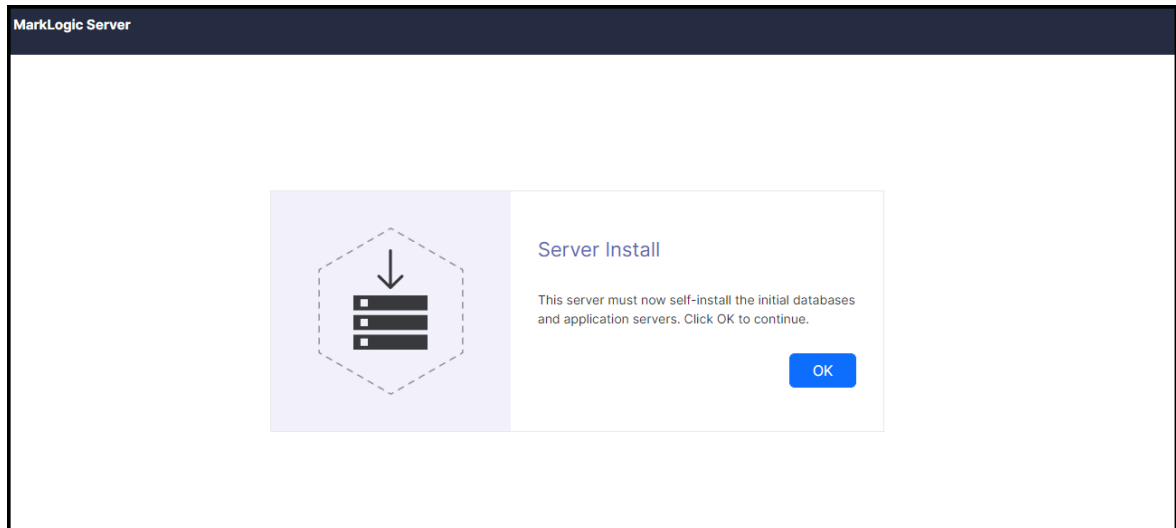 MarkLogic Server
Server Install
This server must now self-install the initial databases
and application servers. Click OK to continue.
OK